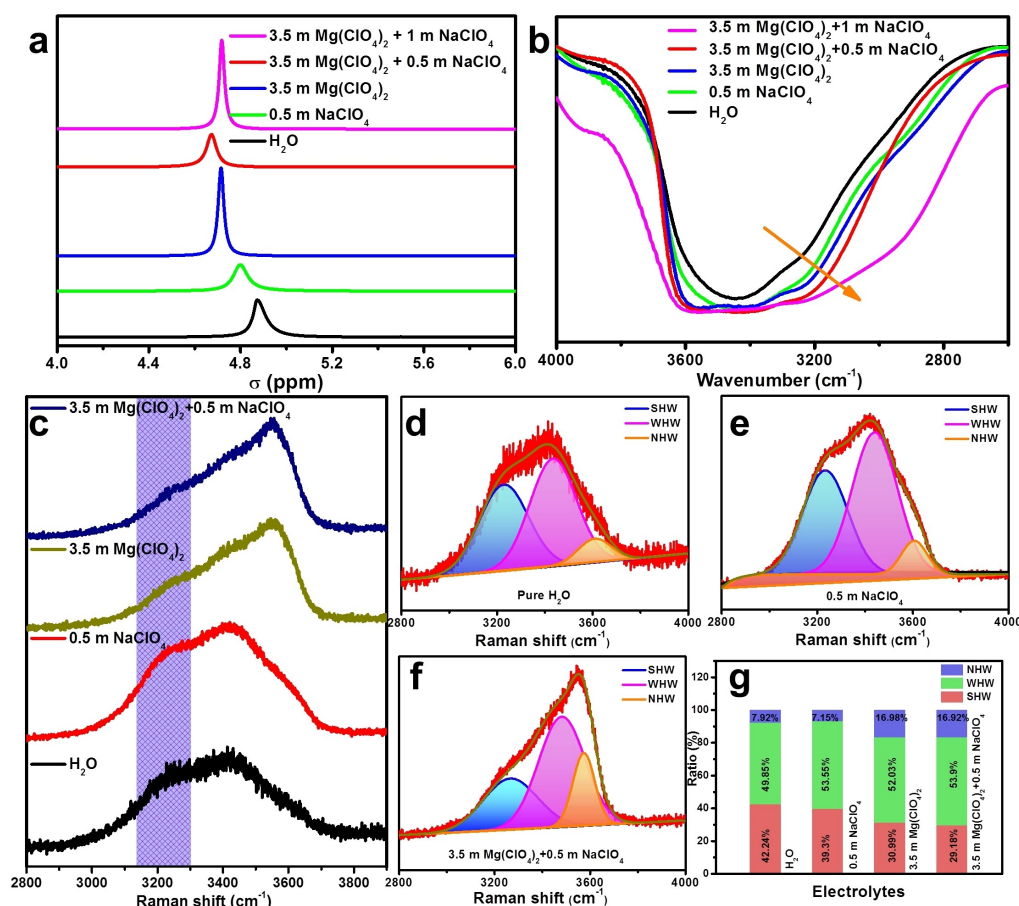 a
3.5 m Mg(ClO4)2 + 1 m NaClO4
3.5 m Mg(ClO4)2 + 0.5 m NaClO4
3.5 m Mg(ClO4)2
0.5 m NaClO4
H2O
4.0 4.4 4.8 5.2 5.6 6.0
σ (ppm)
b
3.5 m Mg(ClO4)2+1 m NaClO4
3.5 m Mg(ClO4)2+0.5 m NaClO4
3.5 m Mg(ClO4)2
0.5 m NaClO4
H2O
4000 3600 3200 2800
Wavenumber (cm-1)
c
3.5 m Mg(ClO4)2+0.5 m NaClO4
3.5 m Mg(ClO4)2
0.5 m NaClO4
H2O
2800 3000 3200 3400 3600 3800
Raman shift (cm-1)
d
SHW
WHW
NHW
Pure H2O
2800 3200 3600 4000
Raman shift (cm-1)
e
SHW
WHW
NHW
0.5 m NaClO4
2800 3200 3600 4000
Raman shift (cm-1)
f
SHW
WHW
NHW
3.5 m Mg(ClO4)2+0.5 m NaClO4
2800 3200 3600 4000
Raman shift (cm-1)
g
NHW
WHW
SHW
Ratio (%)
120
100
80
60
40
20
0
7.92% 7.15% 16.98% 16.92%
49.85% 53.55% 52.03% 53.9%
42.24% 39.3% 30.99% 29.18%
H2O
0.5 m NaClO4
3.5 m Mg(ClO4)2
3.5 m Mg(ClO4)2+0.5 m NaClO4
Electrolytes